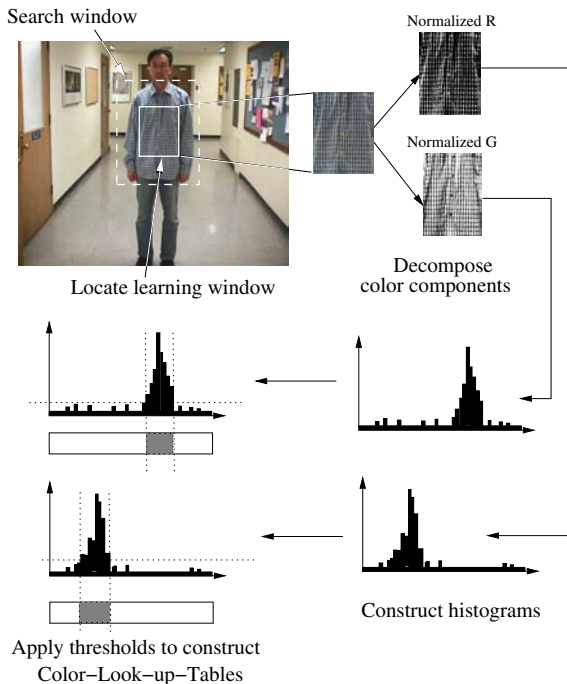 Search window
Normalized R
Normalized G
Locate learning window
Decompose
color components
Construct histograms
Apply thresholds to construct
Color−Look−up−Tables